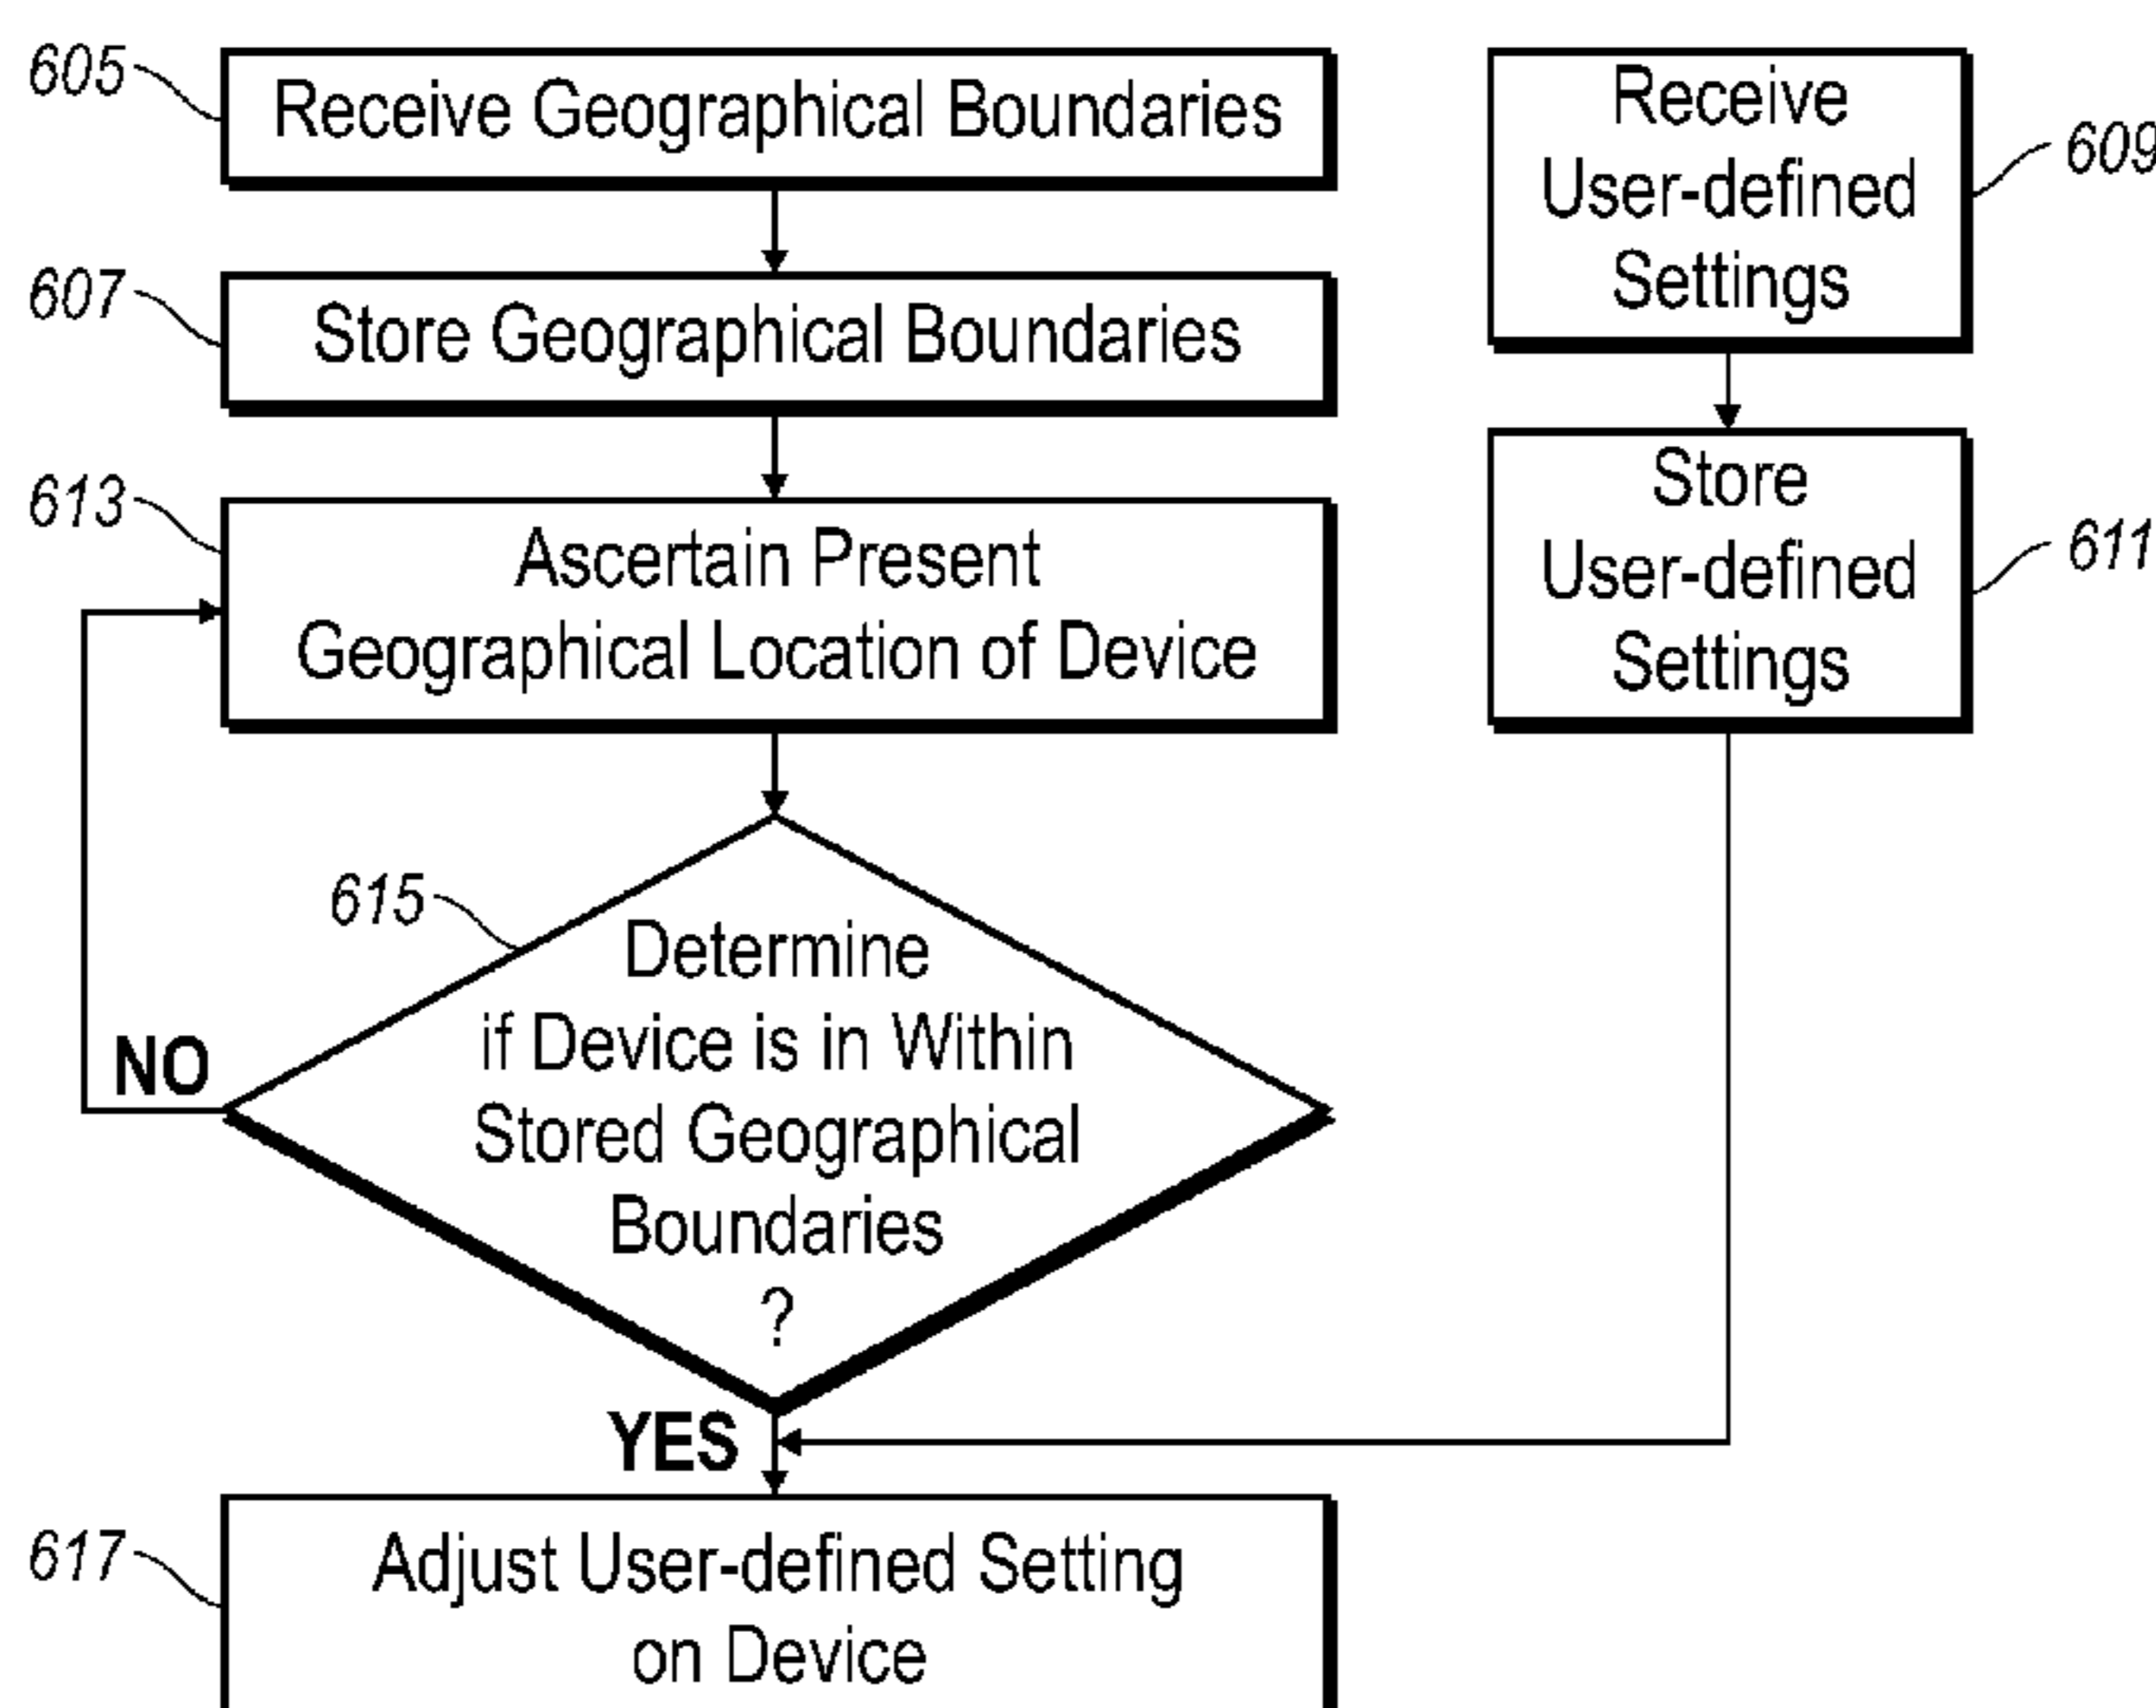 605
Receive Geographical Boundaries
607
Store Geographical Boundaries
613
Ascertain Present
Geographical Location of Device
615
Determine
if Device is in Within
Stored Geographical
Boundaries
?
NO
YES
617
Adjust User-defined Setting
on Device
Receive
User-defined
Settings
609
Store
User-defined
Settings
611